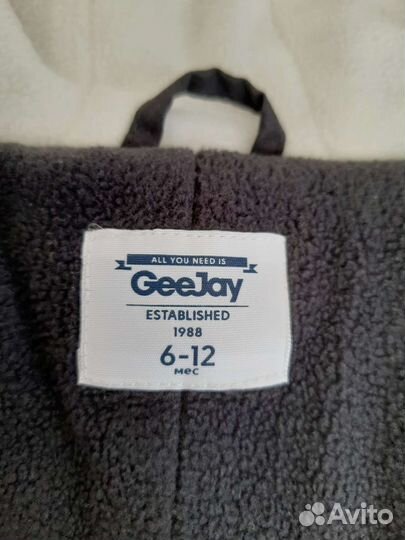 ALL YOU NEED IS
GeeJay
ESTABLISHED
1988
6-12
мес
Avito